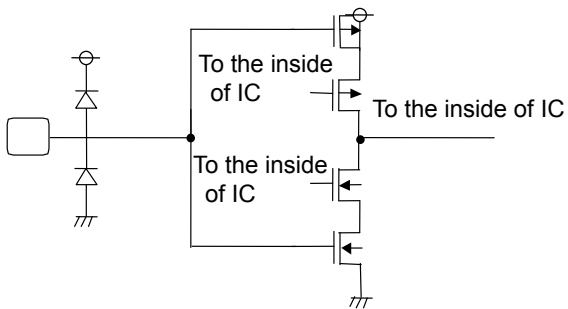 To the inside
of IC
To the inside of IC
To the inside
of IC